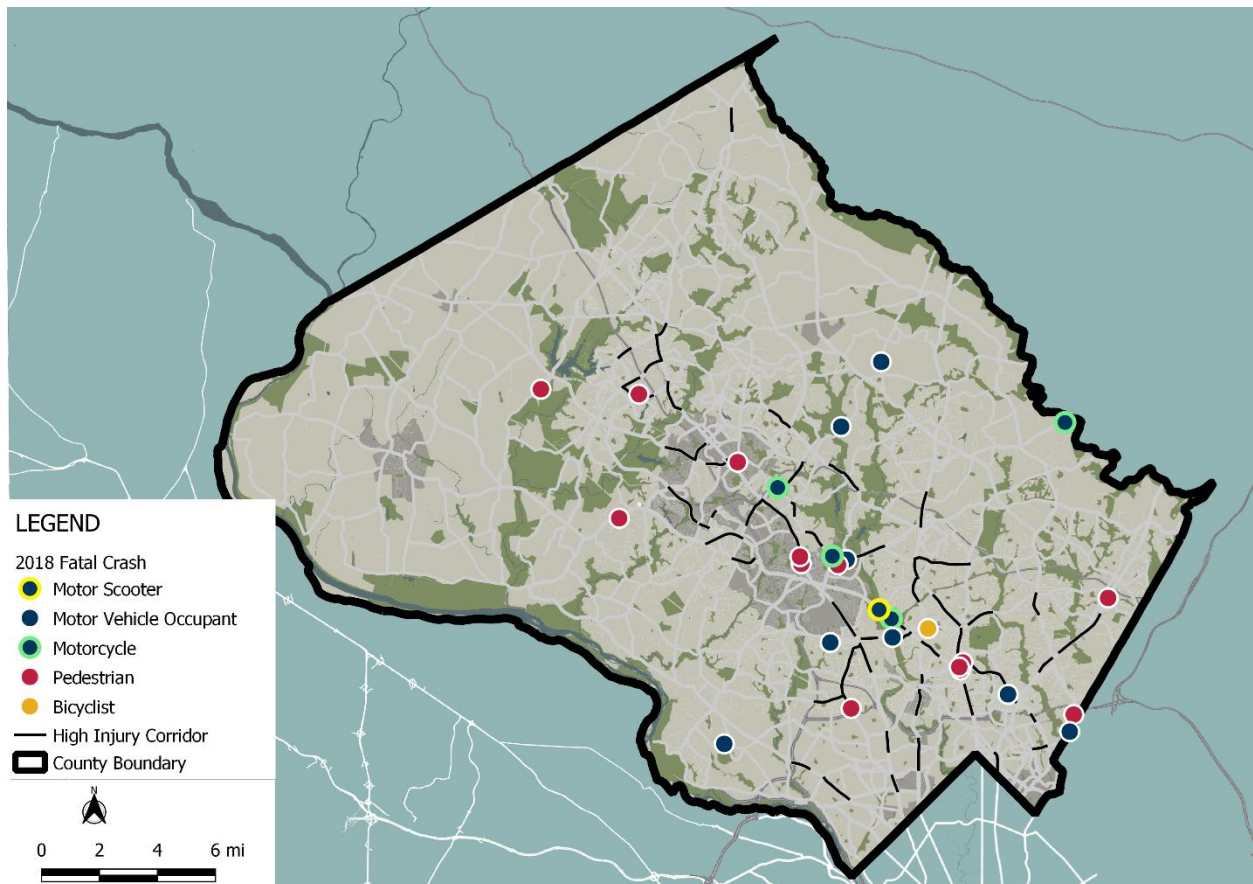 LEGEND
2018 Fatal Crash
Motor Scooter
Motor Vehicle Occupant
Motorcycle
Pedestrian
Bicyclist
High Injury Corridor
County Boundary
N
0 2 4 6 mi